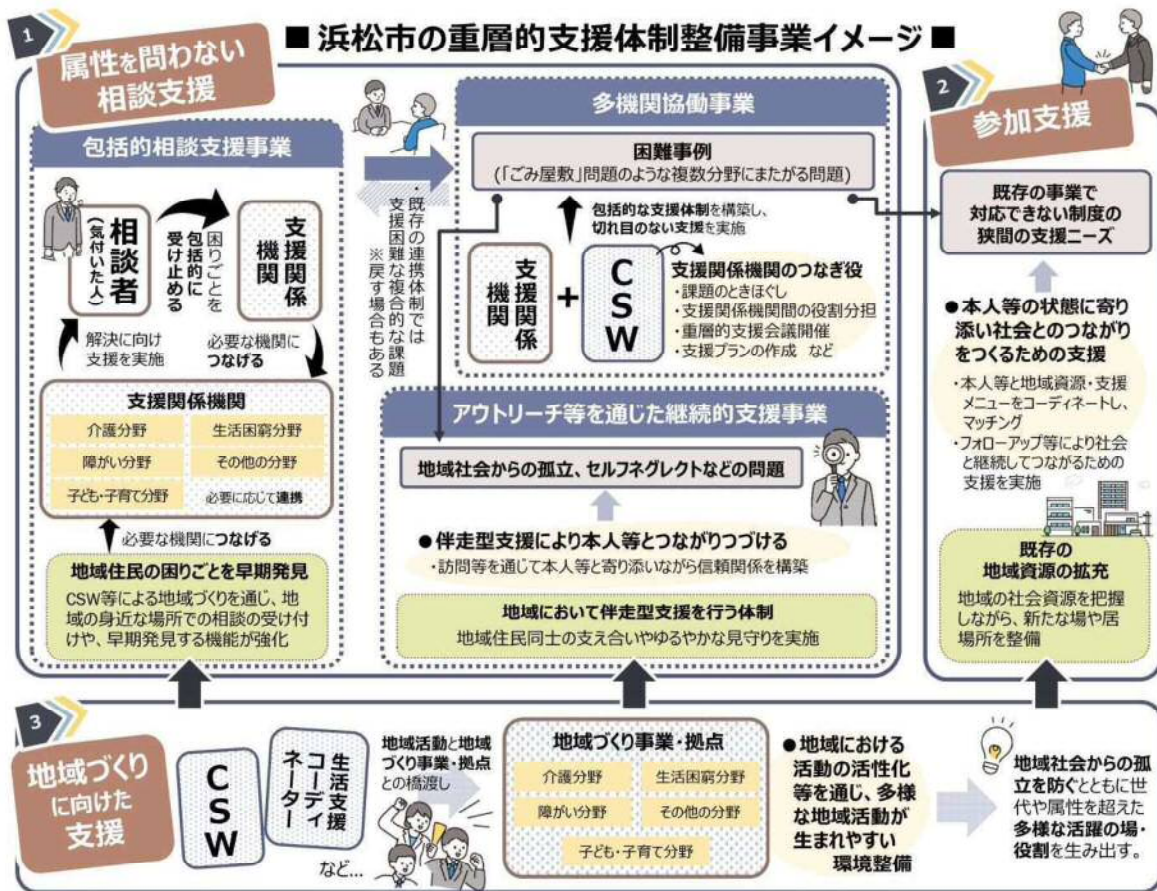 ■ 浜松市の重層的支援体制整備事業イメージ ■
1
属性を問わない
相談支援
包括的相談支援事業
相談者
(気付いた人)
困りごとを
包括的に
受け止める
支援関係
機関
解決に向け
支援を実施
必要な機関に
つなげる
支援関係機関
介護分野
生活困窮分野
障がい分野
その他の分野
子ども・子育て分野
必要に応じて連携
必要な機関につなげる
地域住民の困りごとを早期発見
CSW等による地域づくりを通じ、地
域の身近な場所での相談の受け付
けや、早期発見する機能が強化
・既存の連携体制では
支援困難な複合的な課題
※戻す場合もある
多機関協働事業
困難事例
(「ごみ屋敷」問題のような複数分野にまたがる問題)
包括的な支援体制を構築し、
切れ目のない支援を実施
支援関係
機関
+
CSW
支援関係機関のつなぎ役
・課題のときほぐし
・支援関係機関間の役割分担
・重層的支援会議開催
・支援プランの作成 など
アウトリーチ等を通じた継続的支援事業
地域社会からの孤立、セルフネグレクトなどの問題
●伴走型支援により本人等とつながりつづける
・訪問等を通じて本人等と寄り添いながら信頼関係を構築
地域において伴走型支援を行う体制
地域住民同士の支え合いやゆるやかな見守りを実施
2
参加支援
既存の事業で
対応できない制度の
狭間の支援ニーズ
●本人等の状態に寄り
添い社会とのつながり
をつくるための支援
・本人等と地域資源・支援
メニューをコーディネートし、
マッチング
・フォローアップ等により社会
と継続してつながるための
支援を実施
既存の
地域資源の拡充
地域の社会資源を把握
しながら、新たな場や居
場所を整備
3
地域づくり
に向けた
支援
CSW
生活支援
コーディ
ネーター
など…
地域活動と地域
づくり事業・拠点
との橋渡し
地域づくり事業・拠点
介護分野
生活困窮分野
障がい分野
その他の分野
子ども・子育て分野
●地域における
活動の活性化
等を通じ、多様
な地域活動が
生まれやすい
環境整備
地域社会からの孤
立を防ぐとともに世
代や属性を超えた
多様な活躍の場・
役割を生み出す。